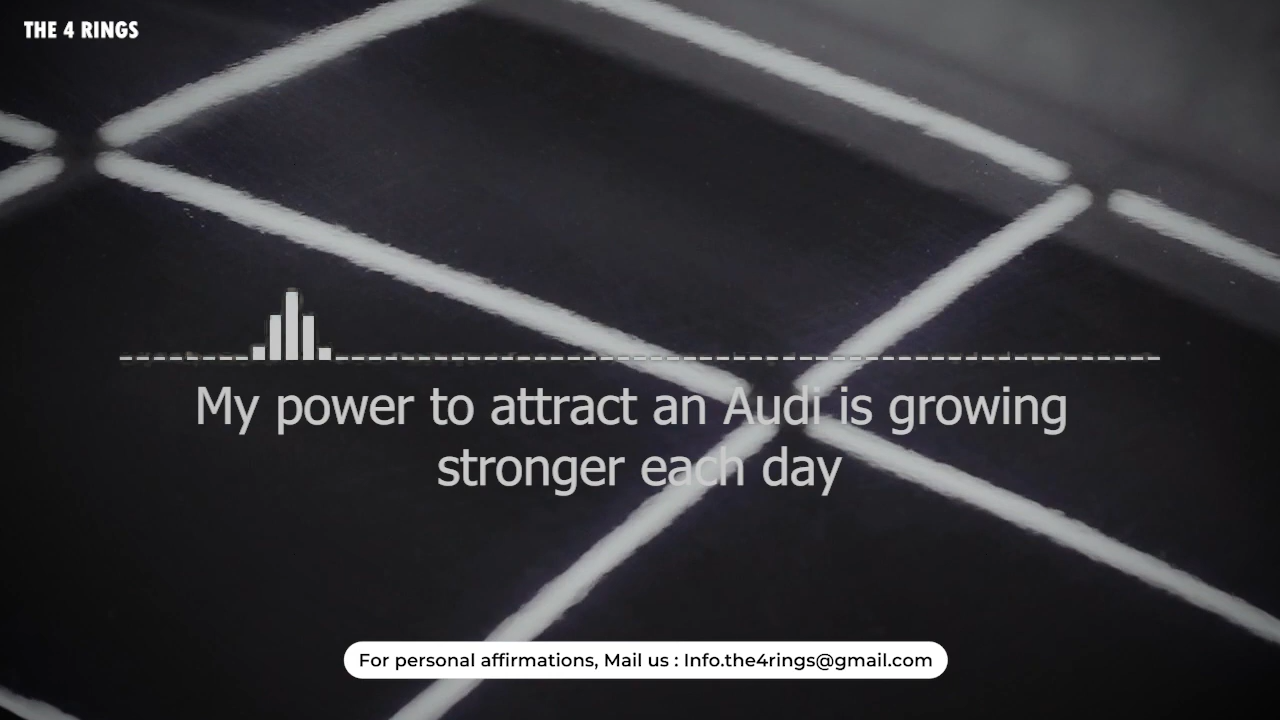 THE 4 RINGS
My power to attract an Audi is growing
stronger each day
For personal affirmations, Mail us : Info.the4rings@gmail.com